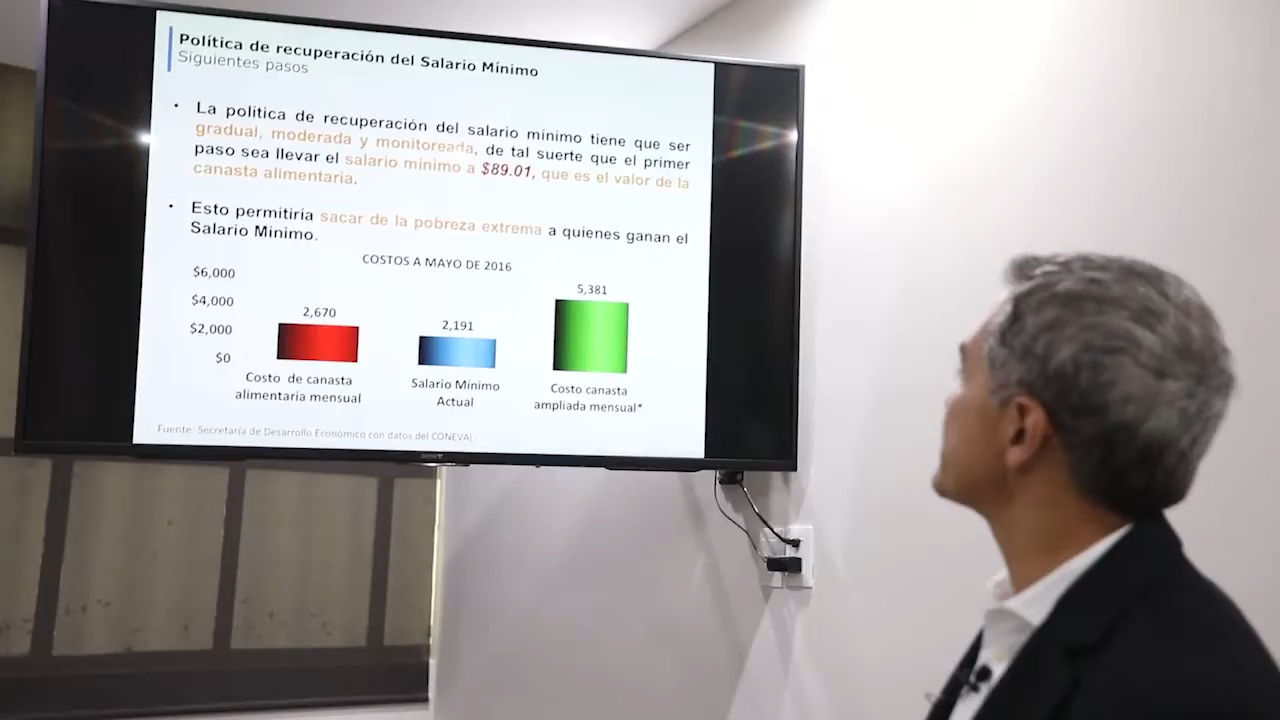 Política de recuperación del Salario Mínimo
Siguientes pasos
• La política de recuperación del salario mínimo tiene que ser
gradual, moderada y monitoreada, de tal suerte que el primer
paso sea llevar el salario minimo a $89.01, que es el valor de la
canasta alimentaria.
• Esto permitiría sacar de la pobreza extrema a quienes ganan el
Salario Minimo.
COSTOS A MAYO DE 2016
$6,000
$4,000
$2,000
$0
2,670
2,191
5,381
Costo de canasta
alimentaria mensual
Salario Mínimo
Actual
Costo canasta
ampliada mensual*
Fuente: Secretaría de Desarrollo Económico con datos del CONEVAL